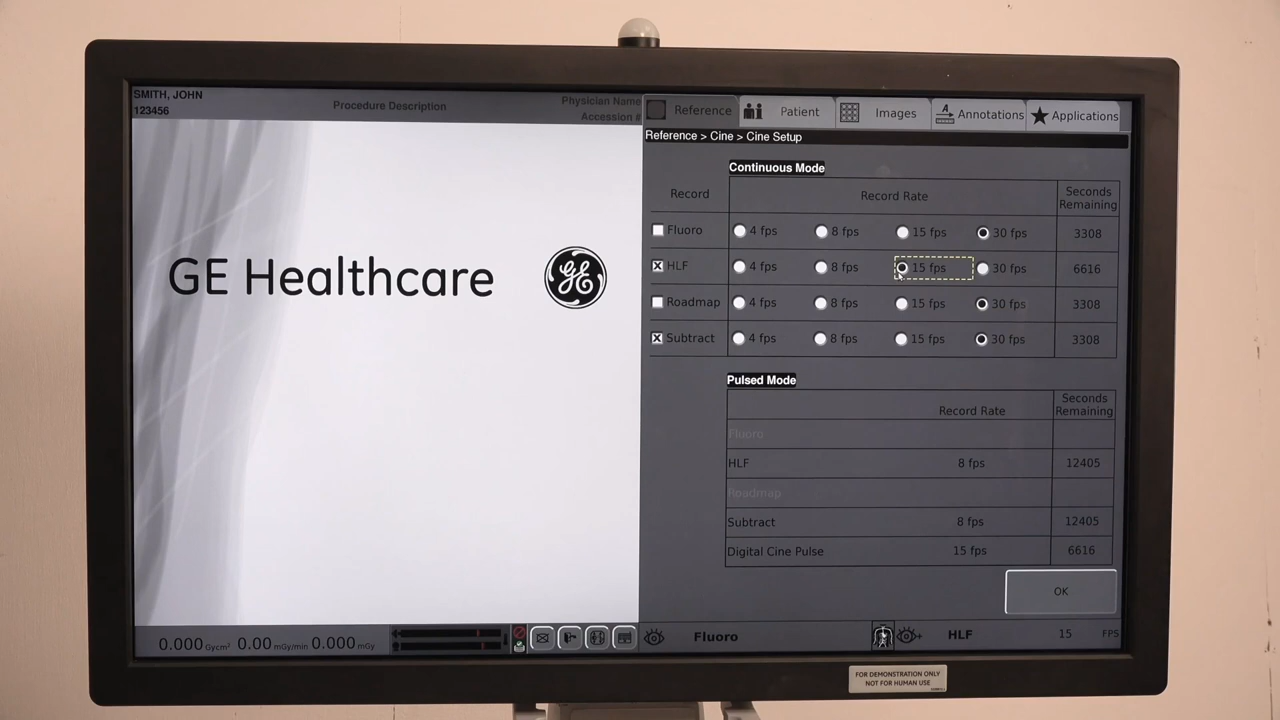 SMITH, JOHN
123456
Procedure Description
Physician Name
Accession #
Reference
Patient
Images
Annotations
Applications
Reference > Cine > Cine Setup
GE Healthcare
GE
Continuous Mode
Record
Record Rate
Seconds Remaining
Fluoro 4 fps 8 fps 15 fps 30 fps 3308
X HLF 4 fps 8 fps 15 fps 30 fps 6616
Roadmap 4 fps 8 fps 15 fps 30 fps 3308
X Subtract 4 fps 8 fps 15 fps 30 fps 3308
Pulsed Mode
Record Rate
Seconds Remaining
Fluoro
HLF 8 fps 12405
Roadmap
Subtract 8 fps 12405
Digital Cine Pulse 15 fps 6616
OK
0.000 Gycm² 0.00 mGy/min 0.000 mGy
Fluoro
HLF 15 FPS
FOR DEMONSTRATION ONLY
NOT FOR HUMAN USE